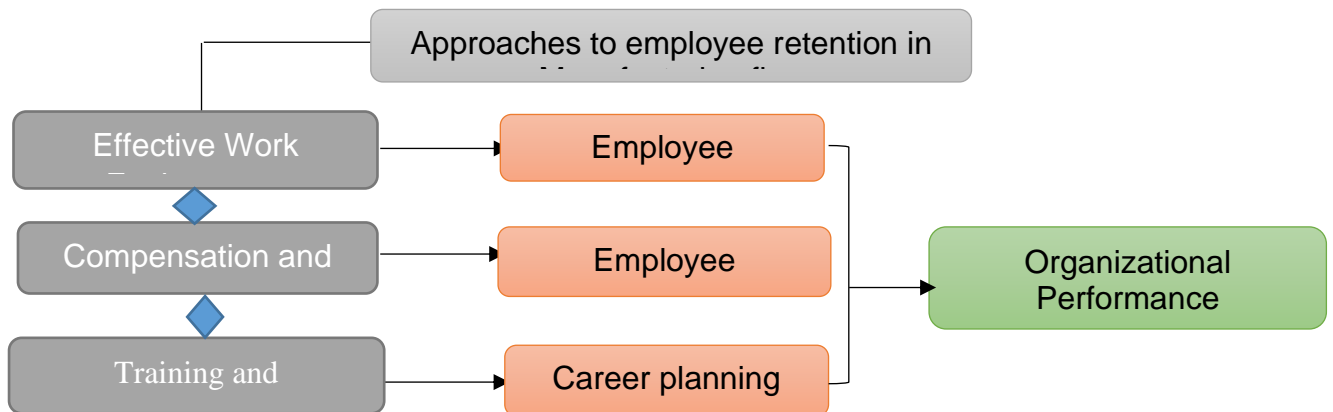 Approaches to employee retention in
Effective Work
Employee
Compensation and
Employee
Organizational
Performance
Training and
Career planning